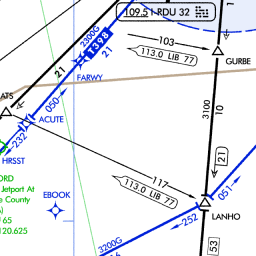 109.5 I RDU 32
2300G
T398
21
103
113.0 LIB 77
GURBE
FARWY
21
ATS
050
3100
10
ACUTE
232
HRSST
21
117
113.0 LIB 77
051
EBOOK
252
LANHO
ORD
Jetport At
e County
A)
65
120.625
3200G
53